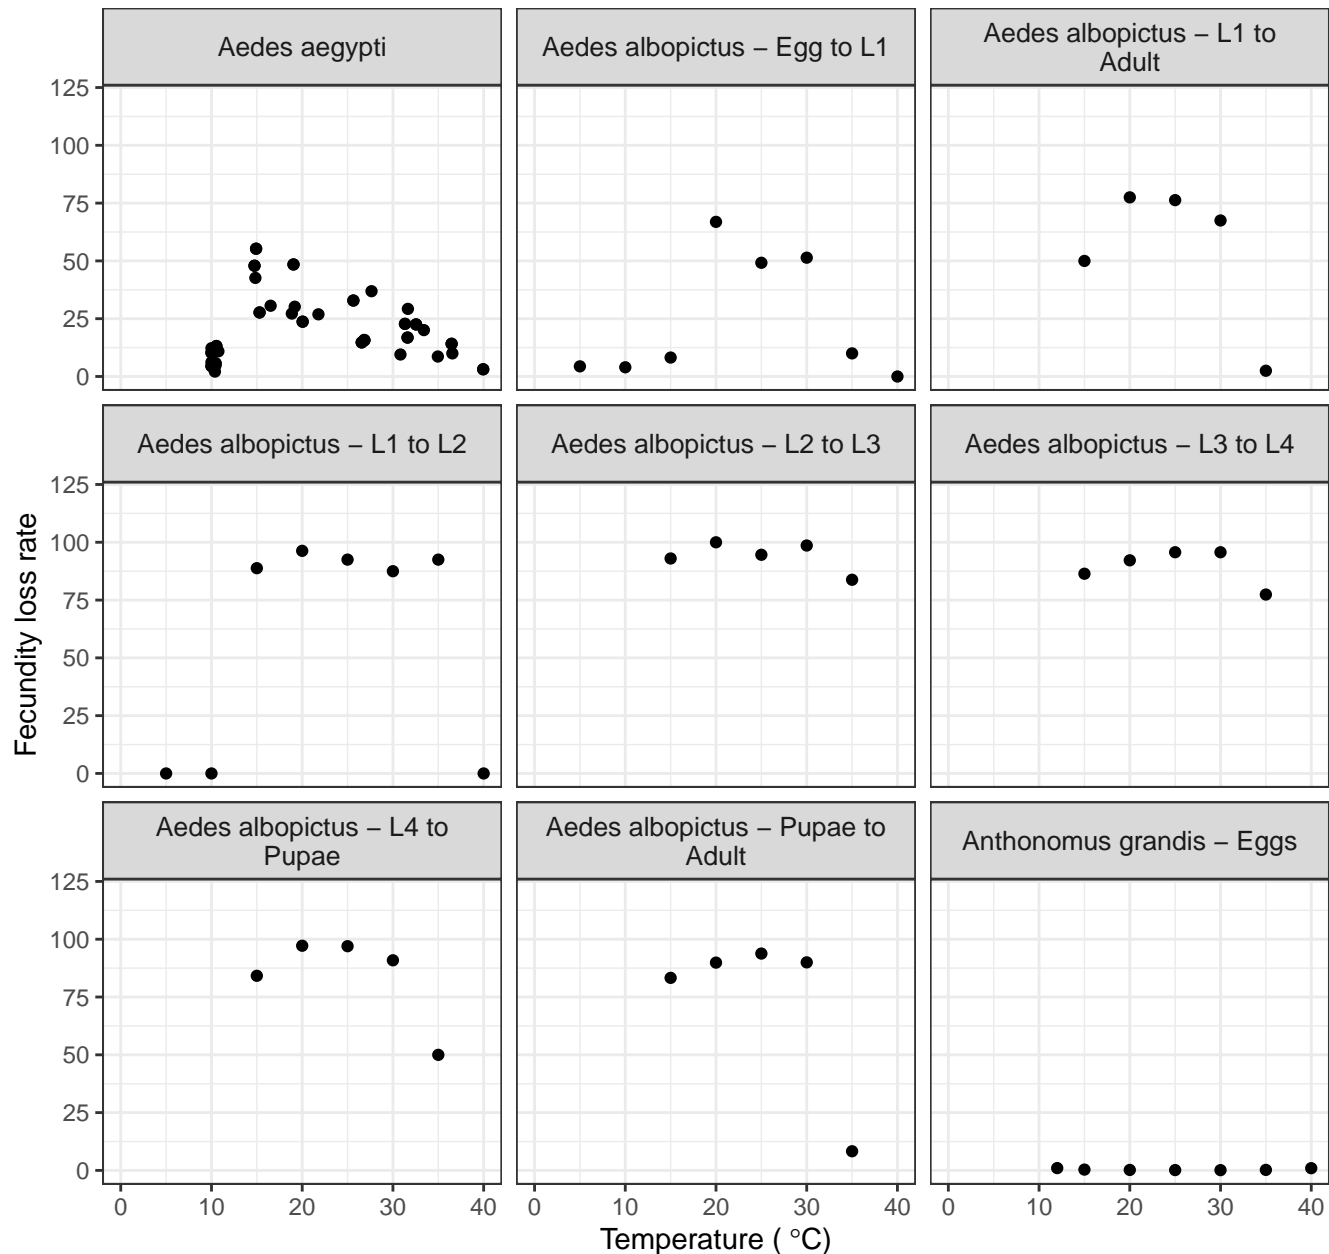 Aedes aegypti
Aedes albopictus − Egg to L1
Aedes albopictus − L1 to
Adult
125
100
75
50
25
0
Aedes albopictus − L1 to L2
Aedes albopictus − L2 to L3
Aedes albopictus − L3 to L4
125
100
75
50
25
0
Fecundity loss rate
Aedes albopictus − L4 to
Pupae
Aedes albopictus − Pupae to
Adult
Anthonomus grandis − Eggs
125
100
75
50
25
0
0 10 20 30 40
0 10 20 30 40
0 10 20 30 40
Temperature ( °C)